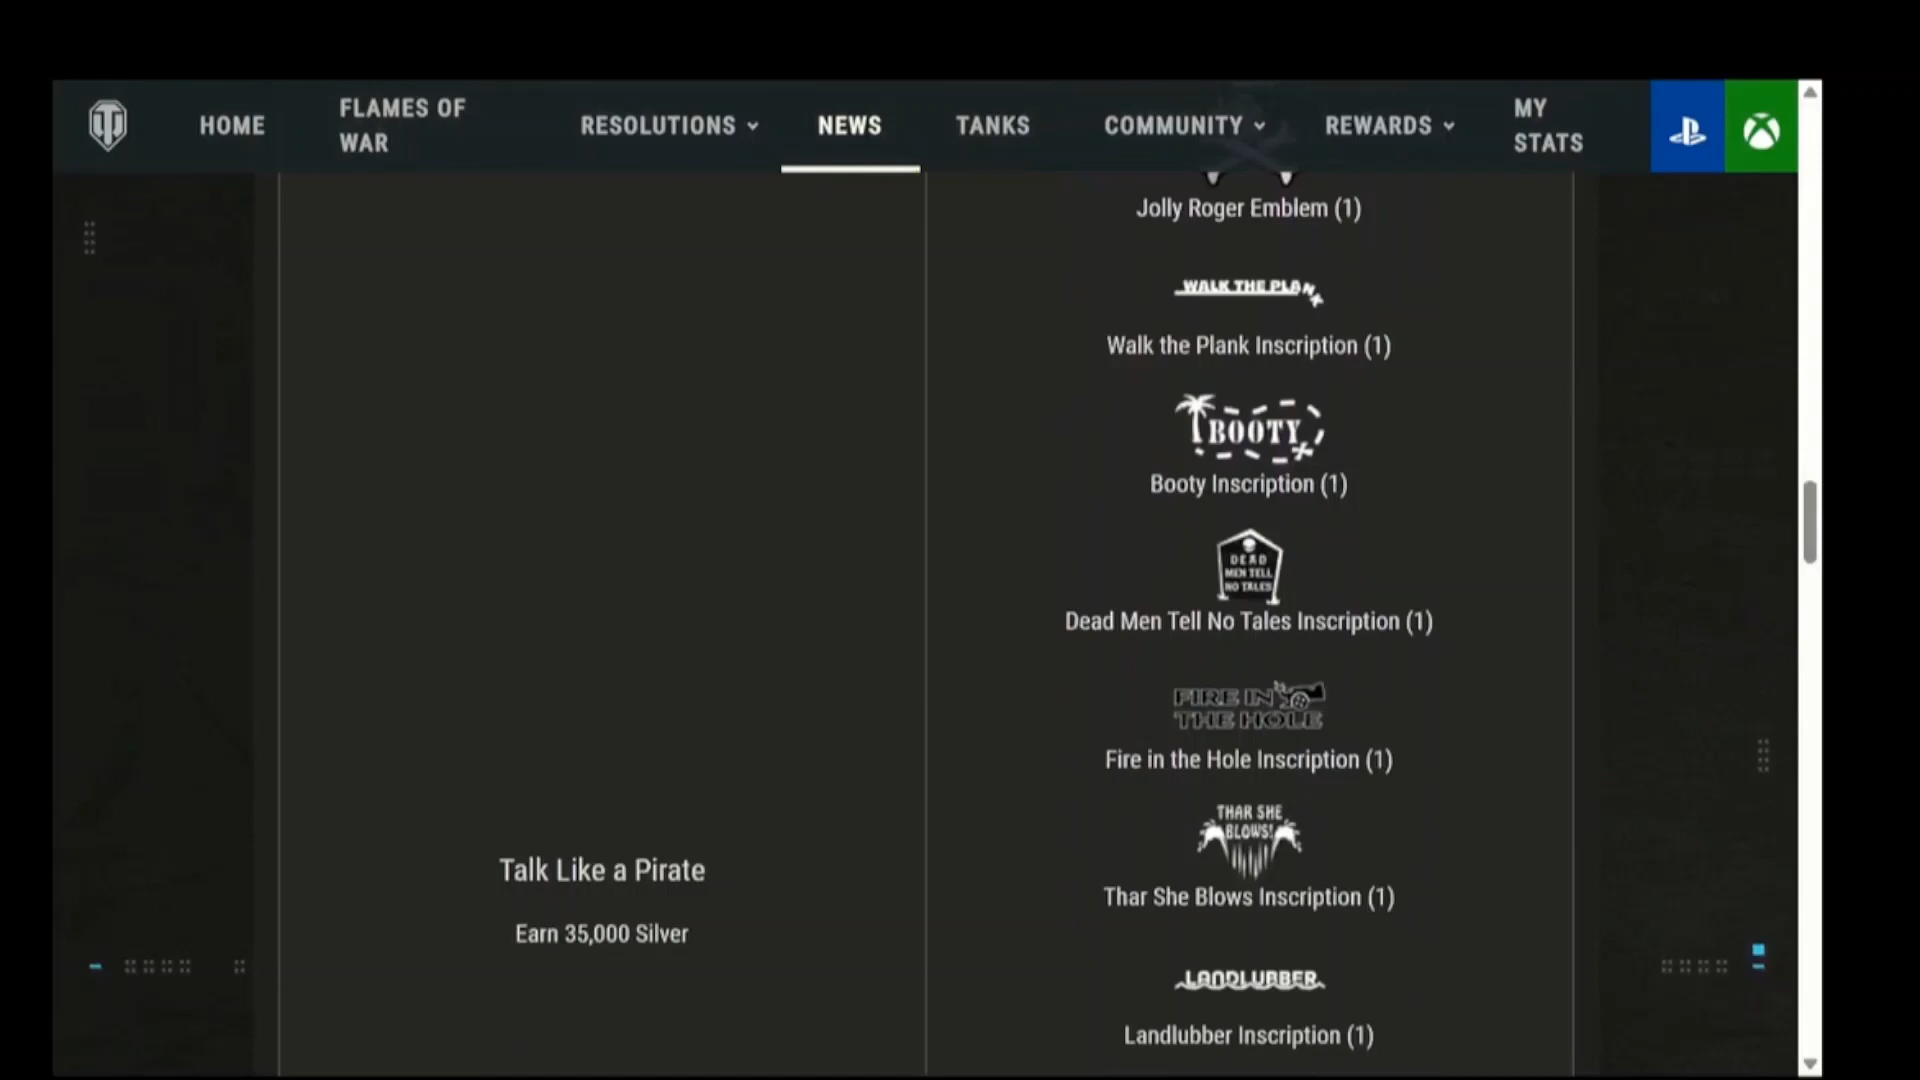 HOME
FLAMES OF
WAR
RESOLUTIONS
NEWS
TANKS
COMMUNITY
REWARDS
MY
STATS
Jolly Roger Emblem (1)
WALK THE PLANK
Walk the Plank Inscription (1)
BOOTY
Booty Inscription (1)
DEAD
MEN TELL
NO TALES
Dead Men Tell No Tales Inscription (1)
FIRE IN
THE HOLE
Fire in the Hole Inscription (1)
THAR SHE
BLOWS!
Thar She Blows Inscription (1)
Talk Like a Pirate
Earn 35,000 Silver
LANDLUBBER
Landlubber Inscription (1)